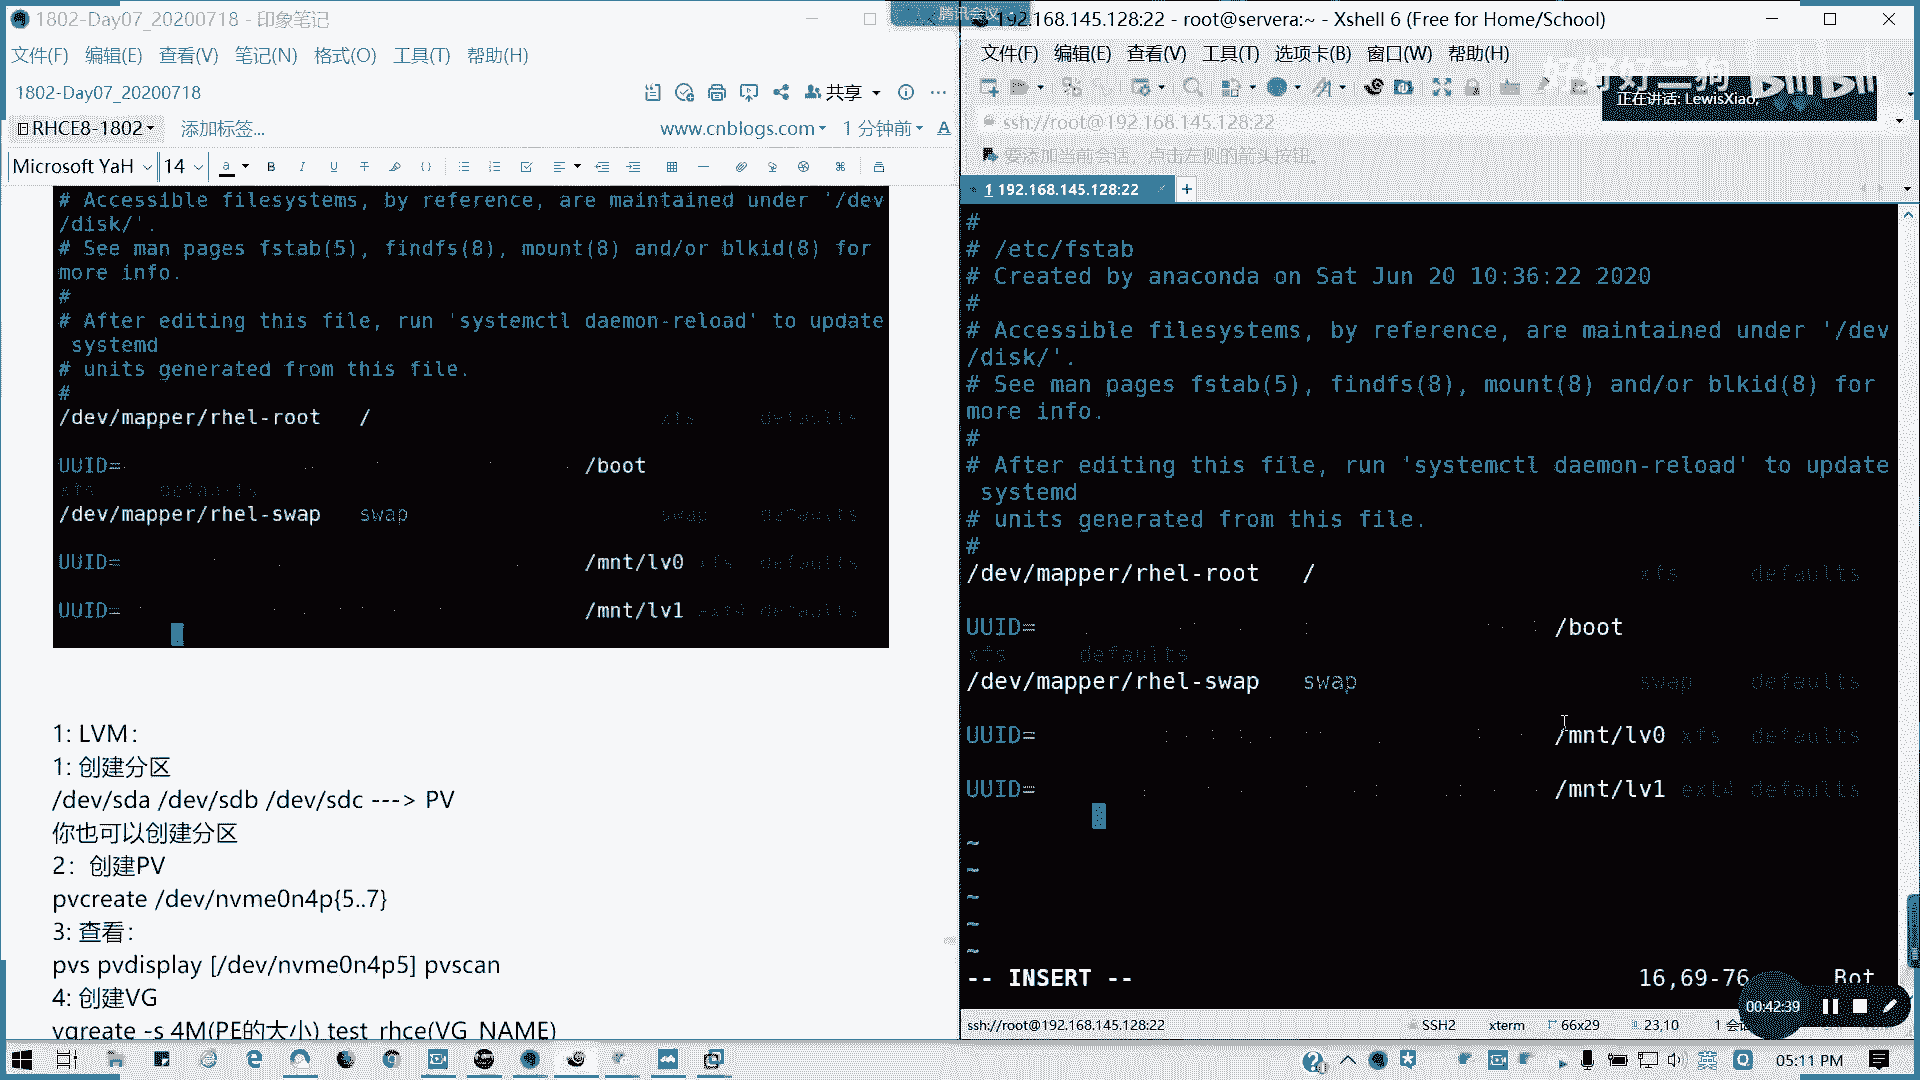 1802-Day07_20200718 - 印象笔记
文件(F) 编辑(E) 查看(V) 笔记(N) 格式(O) 工具(T) 帮助(H)
1802-Day07_20200718
共享
RHCE8-1802 添加标签...
www.cnblogs.com 1 分钟前
Microsoft YaH 14
# Accessible filesystems, by reference, are maintained under '/dev
/disk/'.
# See man pages fstab(5), findfs(8), mount(8) and/or blkid(8) for
more info.
#
# After editing this file, run 'systemctl daemon-reload' to update
systemd
# units generated from this file.
#
/dev/mapper/rhel-root / xfs defaults
UUID= /boot
xfs defaults
/dev/mapper/rhel-swap swap swap defaults
UUID= /mnt/lv0 xfs defaults
UUID= /mnt/lv1 ext4 defaults
1: LVM:
1: 创建分区
/dev/sda /dev/sdb /dev/sdc ---> PV
你也可以创建分区
2: 创建PV
pvcreate /dev/nvme0n4p{5..7}
3: 查看:
pvs pvdisplay [/dev/nvme0n4p5] pvscan
4: 创建VG
vgreate -s 4M(PE的大小) test_rhce(VG_NAME)
腾讯会议
192.168.145.128:22 - root@servera:~ - Xshell 6 (Free for Home/School)
文件(F) 编辑(E) 查看(V) 工具(T) 选项卡(B) 窗口(W) 帮助(H)
好好好二狗
bilibili
正在讲话: LewisXiao,
ssh://root@192.168.145.128:22
要添加当前会话，点击左侧的箭头按钮。
1 192.168.145.128:22
#
# /etc/fstab
# Created by anaconda on Sat Jun 20 10:36:22 2020
#
# Accessible filesystems, by reference, are maintained under '/dev
/disk/'.
# See man pages fstab(5), findfs(8), mount(8) and/or blkid(8) for
more info.
#
# After editing this file, run 'systemctl daemon-reload' to update
systemd
# units generated from this file.
#
/dev/mapper/rhel-root / xfs defaults
UUID= /boot
xfs defaults
/dev/mapper/rhel-swap swap swap defaults
UUID= /mnt/lv0 xfs defaults
UUID= /mnt/lv1 ext4 defaults
~
~
~
~
~
-- INSERT -- 16,69-76 Bot
00:42:39
ssh://root@192.168.145.128:22 SSH2 xterm 66x29 23,10
英 05:11 PM